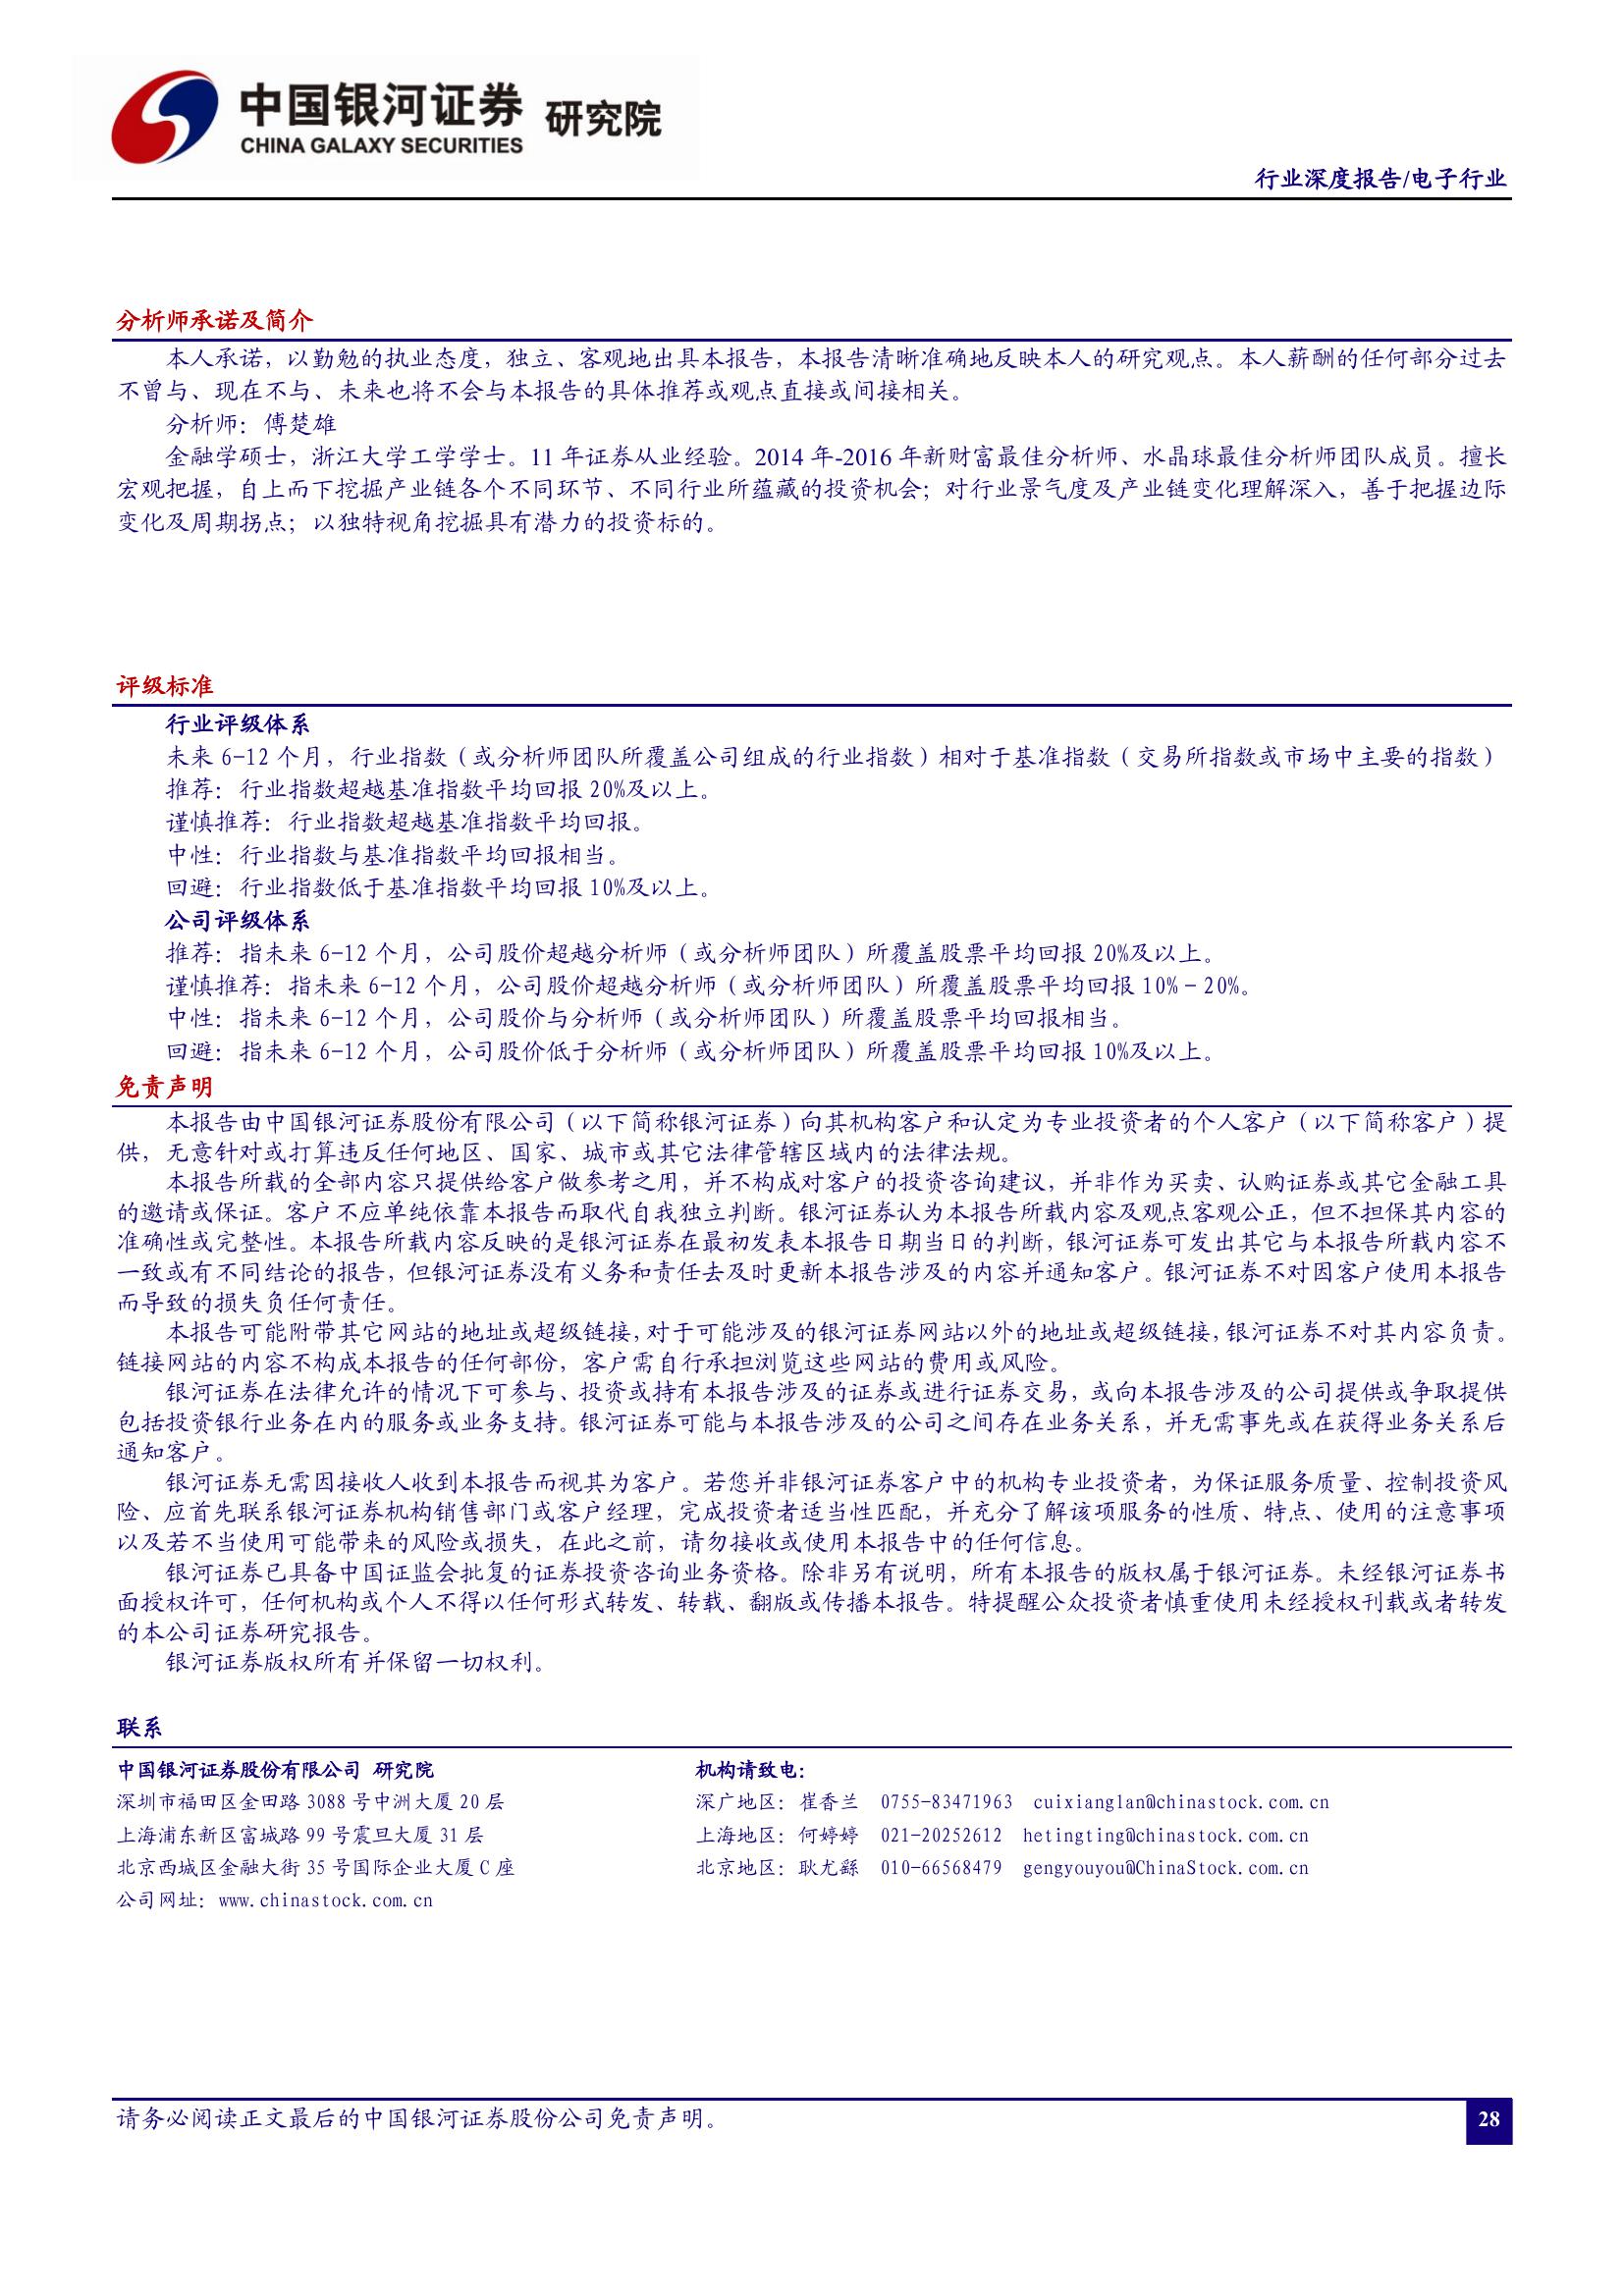 中国银河证券 研究院
CHINA GALAXY SECURITIES
行业深度报告/电子行业
分析师承诺及简介
本人承诺，以勤勉的执业态度，独立、客观地出具本报告，本报告清晰准确地反映本人的研究观点。本人薪酬的任何部分过去
不曾与、现在不与、未来也将不会与本报告的具体推荐或观点直接或间接相关。
分析师：傅楚雄
金融学硕士，浙江大学工学学士。11 年证券从业经验。2014 年-2016 年新财富最佳分析师、水晶球最佳分析师团队成员。擅长
宏观把握，自上而下挖掘产业链各个不同环节、不同行业所蕴藏的投资机会；对行业景气度及产业链变化理解深入，善于把握边际
变化及周期拐点；以独特视角挖掘具有潜力的投资标的。
评级标准
行业评级体系
未来 6-12 个月，行业指数（或分析师团队所覆盖公司组成的行业指数）相对于基准指数（交易所指数或市场中主要的指数）
推荐：行业指数超越基准指数平均回报 20%及以上。
谨慎推荐：行业指数超越基准指数平均回报。
中性：行业指数与基准指数平均回报相当。
回避：行业指数低于基准指数平均回报 10%及以上。
公司评级体系
推荐：指未来 6-12 个月，公司股价超越分析师（或分析师团队）所覆盖股票平均回报 20%及以上。
谨慎推荐：指未来 6-12 个月，公司股价超越分析师（或分析师团队）所覆盖股票平均回报 10%－20%。
中性：指未来 6-12 个月，公司股价与分析师（或分析师团队）所覆盖股票平均回报相当。
回避：指未来 6-12 个月，公司股价低于分析师（或分析师团队）所覆盖股票平均回报 10%及以上。
免责声明
本报告由中国银河证券股份有限公司（以下简称银河证券）向其机构客户和认定为专业投资者的个人客户（以下简称客户）提
供，无意针对或打算违反任何地区、国家、城市或其它法律管辖区域内的法律法规。
本报告所载的全部内容只提供给客户做参考之用，并不构成对客户的投资咨询建议，并非作为买卖、认购证券或其它金融工具
的邀请或保证。客户不应单纯依靠本报告而取代自我独立判断。银河证券认为本报告所载内容及观点客观公正，但不担保其内容的
准确性或完整性。本报告所载内容反映的是银河证券在最初发表本报告日期当日的判断，银河证券可发出其它与本报告所载内容不
一致或有不同结论的报告，但银河证券没有义务和责任去及时更新本报告涉及的内容并通知客户。银河证券不对因客户使用本报告
而导致的损失负任何责任。
本报告可能附带其它网站的地址或超级链接，对于可能涉及的银河证券网站以外的地址或超级链接，银河证券不对其内容负责。
链接网站的内容不构成本报告的任何部份，客户需自行承担浏览这些网站的费用或风险。
银河证券在法律允许的情况下可参与、投资或持有本报告涉及的证券或进行证券交易，或向本报告涉及的公司提供或争取提供
包括投资银行业务在内的服务或业务支持。银河证券可能与本报告涉及的公司之间存在业务关系，并无需事先或在获得业务关系后
通知客户。
银河证券无需因接收人收到本报告而视其为客户。若您并非银河证券客户中的机构专业投资者，为保证服务质量、控制投资风
险、应首先联系银河证券机构销售部门或客户经理，完成投资者适当性匹配，并充分了解该项服务的性质、特点、使用的注意事项
以及若不当使用可能带来的风险或损失，在此之前，请勿接收或使用本报告中的任何信息。
银河证券已具备中国证监会批复的证券投资咨询业务资格。除非另有说明，所有本报告的版权属于银河证券。未经银河证券书
面授权许可，任何机构或个人不得以任何形式转发、转载、翻版或传播本报告。特提醒公众投资者慎重使用未经授权刊载或者转发
的本公司证券研究报告。
银河证券版权所有并保留一切权利。
联系
中国银河证券股份有限公司 研究院
深圳市福田区金田路 3088 号中洲大厦 20 层
上海浦东新区富城路 99 号震旦大厦 31 层
北京西城区金融大街 35 号国际企业大厦 C 座
公司网址：www.chinastock.com.cn
机构请致电：
深广地区：崔香兰 0755-83471963 cuixianglan@chinastock.com.cn
上海地区：何婷婷 021-20252612 hetingting@chinastock.com.cn
北京地区：耿尤繇 010-66568479 gengyouyou@ChinaStock.com.cn
请务必阅读正文最后的中国银河证券股份公司免责声明。
28